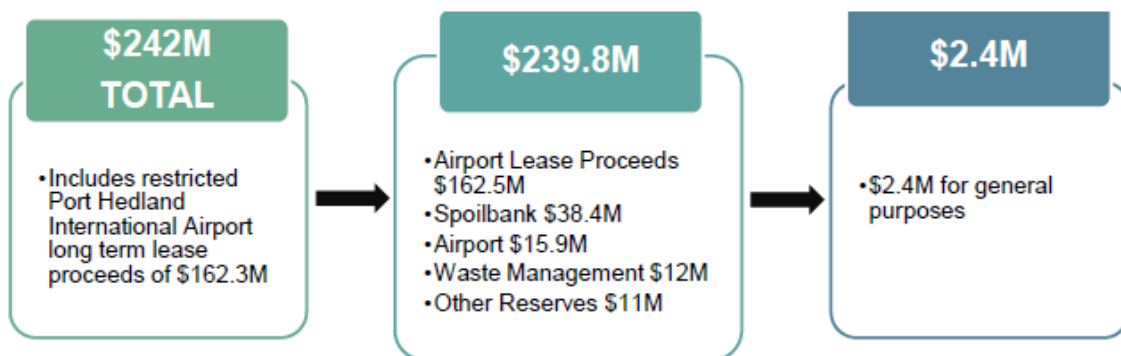 $242M
TOTAL
•Includes restricted
Port Hedland
International Airport
long term lease
proceeds of $162.3M
$239.8M
•Airport Lease Proceeds
$162.5M
•Spoilbank $38.4M
•Airport $15.9M
•Waste Management $12M
•Other Reserves $11M
$2.4M
•$2.4M for general
purposes